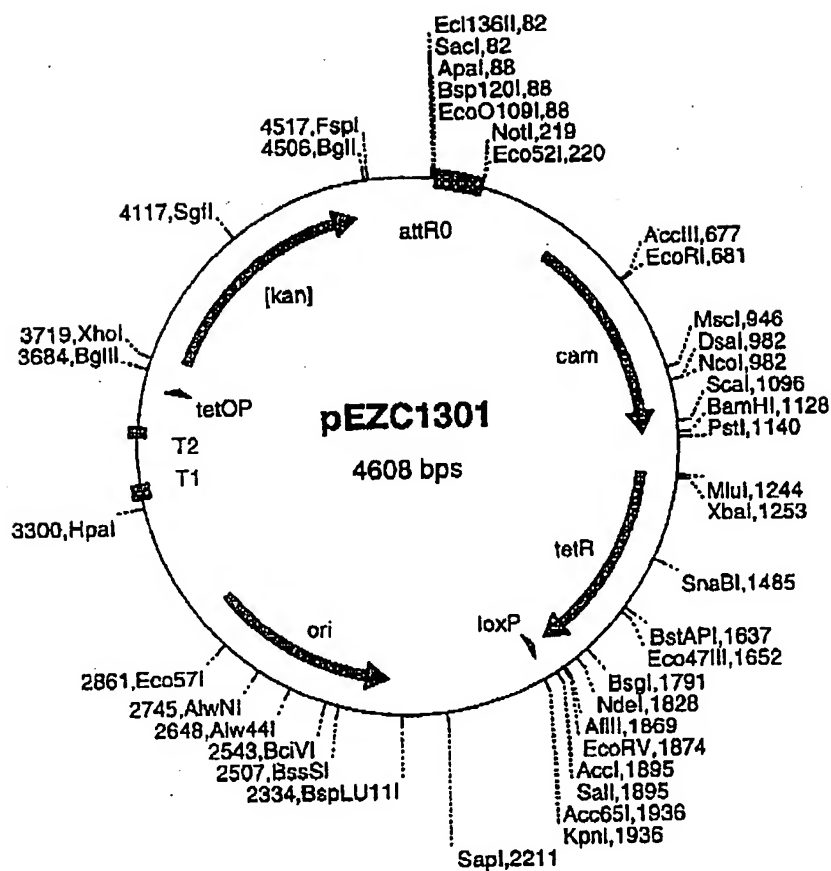 Ecl136II,82
SacI,82
ApaI,88
Bsp120I,88
EcoO109I,88
NotI,219
Eco52I,220
4517,FspI
4506,BglI
4117,SgfI
attR0
AccIII,677
EcoRI,681
[kan]
MscI,946
DsaI,982
NcoI,982
ScaI,1096
BamHI,1128
PstI,1140
cam
3719,XhoI
3684,BglII
tetOP
pEZC1301
4608 bps
T2
T1
MluI,1244
XbaI,1253
3300,HpaI
tetR
SnaBI,1485
loxP
ori
BstAPI,1637
Eco47III,1652
BsgI,1791
NdeI,1828
AflII,1869
EcoRV,1874
AccI,1895
SalI,1895
Acc65I,1936
KpnI,1936
2861,Eco57I
2745,AlwNI
2648,Alw44I
2543,BciVI
2507,BssSI
2334,BspLU11I
SapI,2211